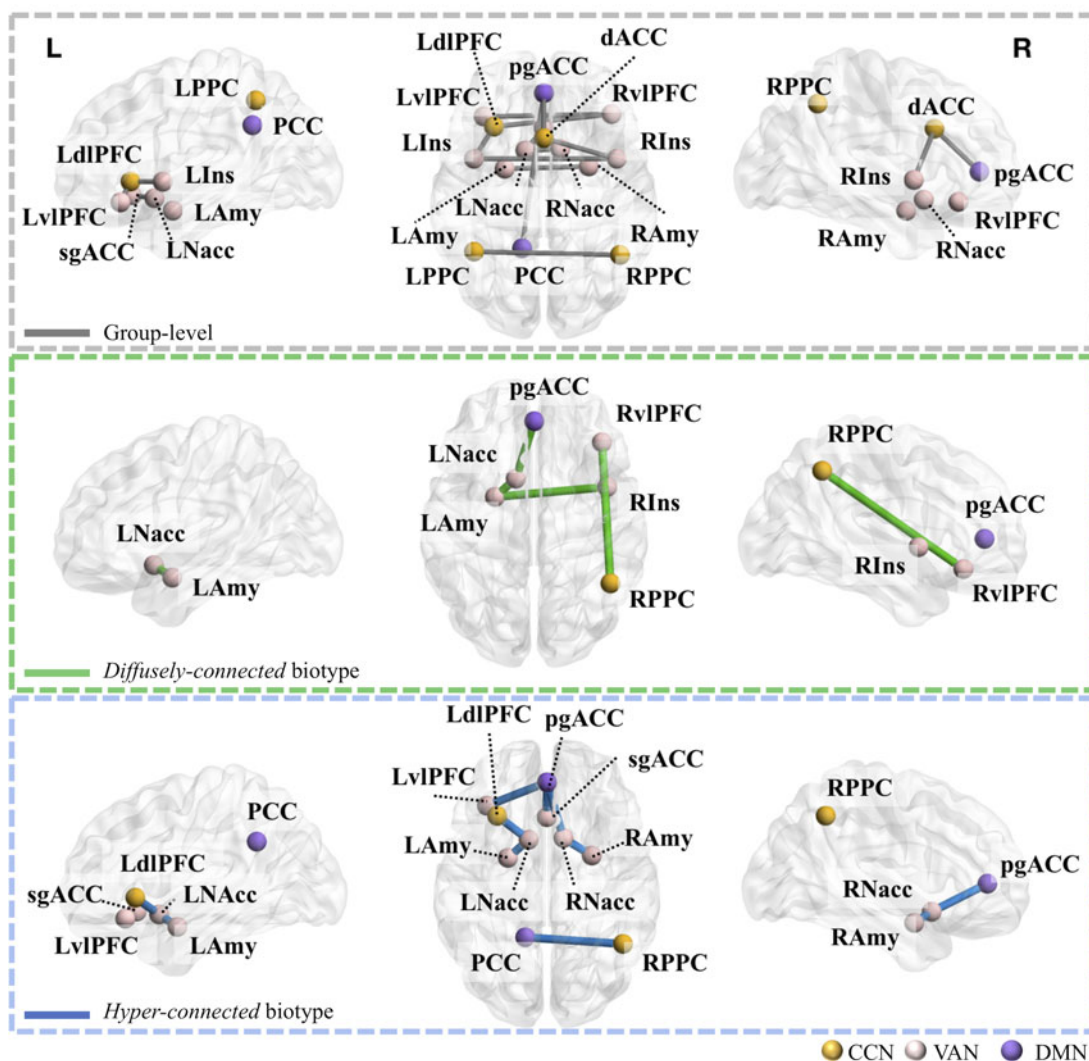 L
R
LPPC
PCC
LdlPFC
LIns
LvlPFC
LAmy
sgACC
LNacc
LdlPFC
dACC
pgACC
LvlPFC
RvlPFC
LIns
RIns
LNacc
RNacc
LAmy
RAmy
LPPC
PCC
RPPC
RPPC
dACC
RIns
pgACC
RAmy
RvlPFC
RNacc
Group-level
LNacc
LAmy
pgACC
RvlPFC
LNacc
LAmy
RIns
RPPC
RPPC
pgACC
RIns
RvlPFC
Diffusely-connected biotype
PCC
LdlPFC
sgACC
LNAcc
LvlPFC
LAmy
LdlPFC
pgACC
sgACC
LvlPFC
LAmy
RAmy
LNacc
RNacc
PCC
RPPC
RPPC
pgACC
RNacc
RAmy
Hyper-connected biotype
CCN VAN DMN